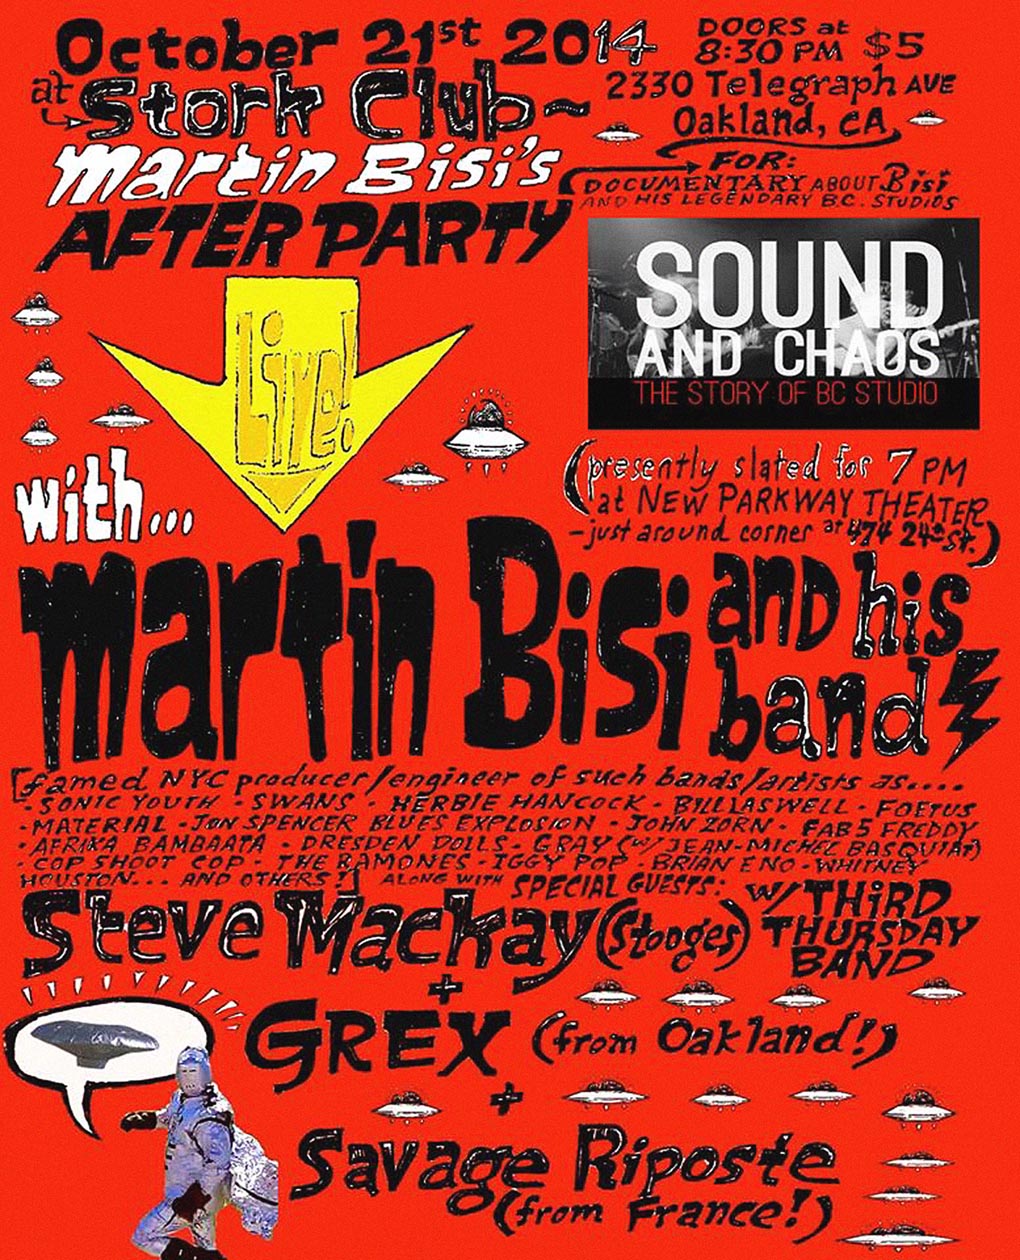 October 21st 2014
at Stork Club ~
DOORS at
8:30 PM $5
2330 Telegraph AVE
Oakland, CA
Martin Bisi's
AFTER PARTY
FOR:
DOCUMENTARY ABOUT Bisi
AND HIS LEGENDARY B.C. STUDIOS
SOUND
AND CHAOS
THE STORY OF BC STUDIO
Live!
(presently slated for 7 PM
at NEW PARKWAY THEATER
- just around corner at 474 24th St.)
with...
martin Bisi and his
band
[famed NYC producer/engineer of such bands/artists as....
- SONIC YOUTH - SWANS - HERBIE HANCOCK - BILL LASWELL - FOETUS
- MATERIAL - JON SPENCER BLUES EXPLOSION - JOHN ZORN - FAB 5 FREDDY
- AFRIKA BAMBAATA - DRESDEN DOLLS - GRAY (W/ JEAN-MICHEL BASQUIAT)
- COP SHOOT COP - THE RAMONES - IGGY POP - BRIAN ENO - WHITNEY
HOUSTON... AND OTHERS!] ALONG WITH SPECIAL GUESTS:
Steve Mackay (Stooges) W/ THIRD
THURSDAY
BAND
+
GREX (from Oakland!)
+
Savage Riposte
(from France!)